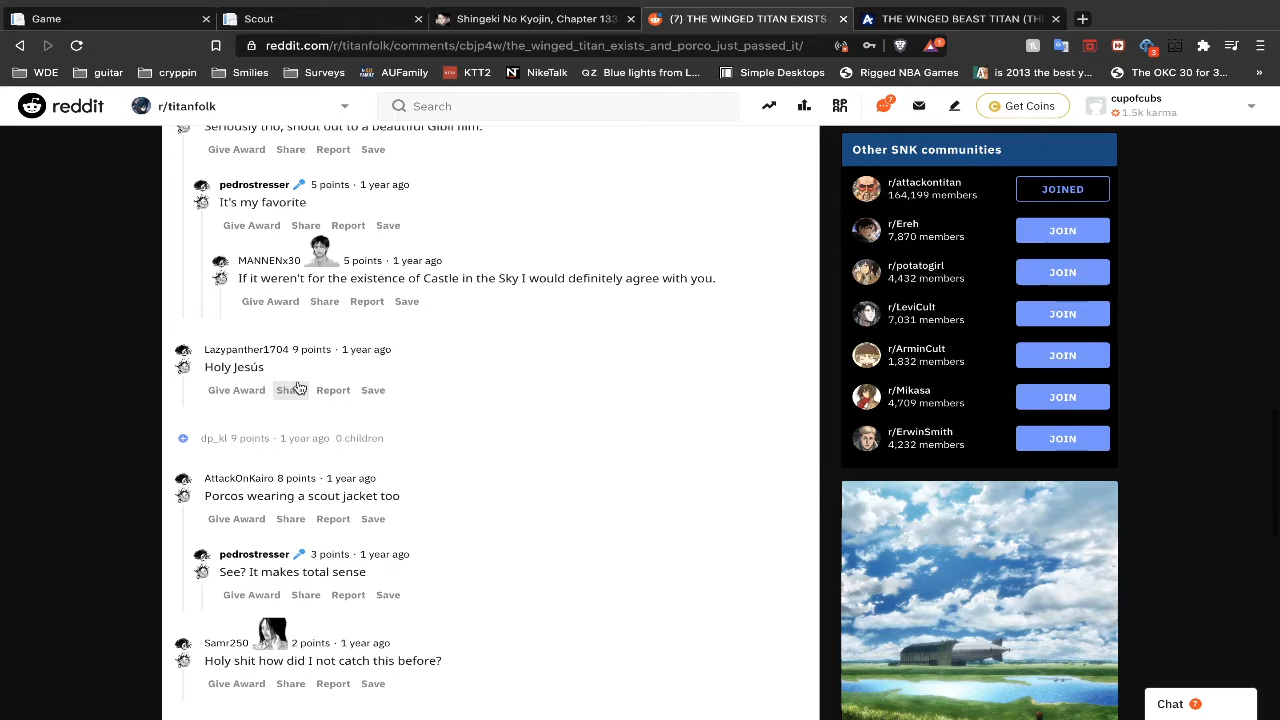 Game
Scout
Shingeki No Kyojin, Chapter 133
(7) THE WINGED TITAN EXISTS
THE WINGED BEAST TITAN (TH
reddit.com/r/titanfolk/comments/cbjp4w/the_winged_titan_exists_and_porco_just_passed_it/
WDE
guitar
cryppin
Smiles
Surveys
AUFamily
KTT2
NikeTalk
Blue lights from L...
Simple Desktops
Rigged NBA Games
is 2013 the best y...
The OKC 30 for 3...
reddit
r/titanfolk
Search
Get Coins
cupofcubs
1.5k karma
Seriously tho, shout out to a beautiful Gibli film.
Give Award Share Report Save
pedrostresser 5 points · 1 year ago
It's my favorite
Give Award Share Report Save
MANNENx30 5 points · 1 year ago
If it weren't for the existence of Castle in the Sky I would definitely agree with you.
Give Award Share Report Save
Lazypanther1704 9 points · 1 year ago
Holy Jesús
Give Award Share Report Save
dp_kl 9 points · 1 year ago 0 children
AttackOnKairo 8 points · 1 year ago
Porcos wearing a scout jacket too
Give Award Share Report Save
pedrostresser 3 points · 1 year ago
See? It makes total sense
Give Award Share Report Save
Samr250 2 points · 1 year ago
Holy shit how did I not catch this before?
Give Award Share Report Save
Other SNK communities
r/attackontitan
164,199 members
JOINED
r/Ereh
7,870 members
JOIN
r/potatogirl
4,432 members
JOIN
r/LeviCult
7,031 members
JOIN
r/ArminCult
1,832 members
JOIN
r/Mikasa
4,709 members
JOIN
r/ErwinSmith
4,232 members
JOIN
Chat 7